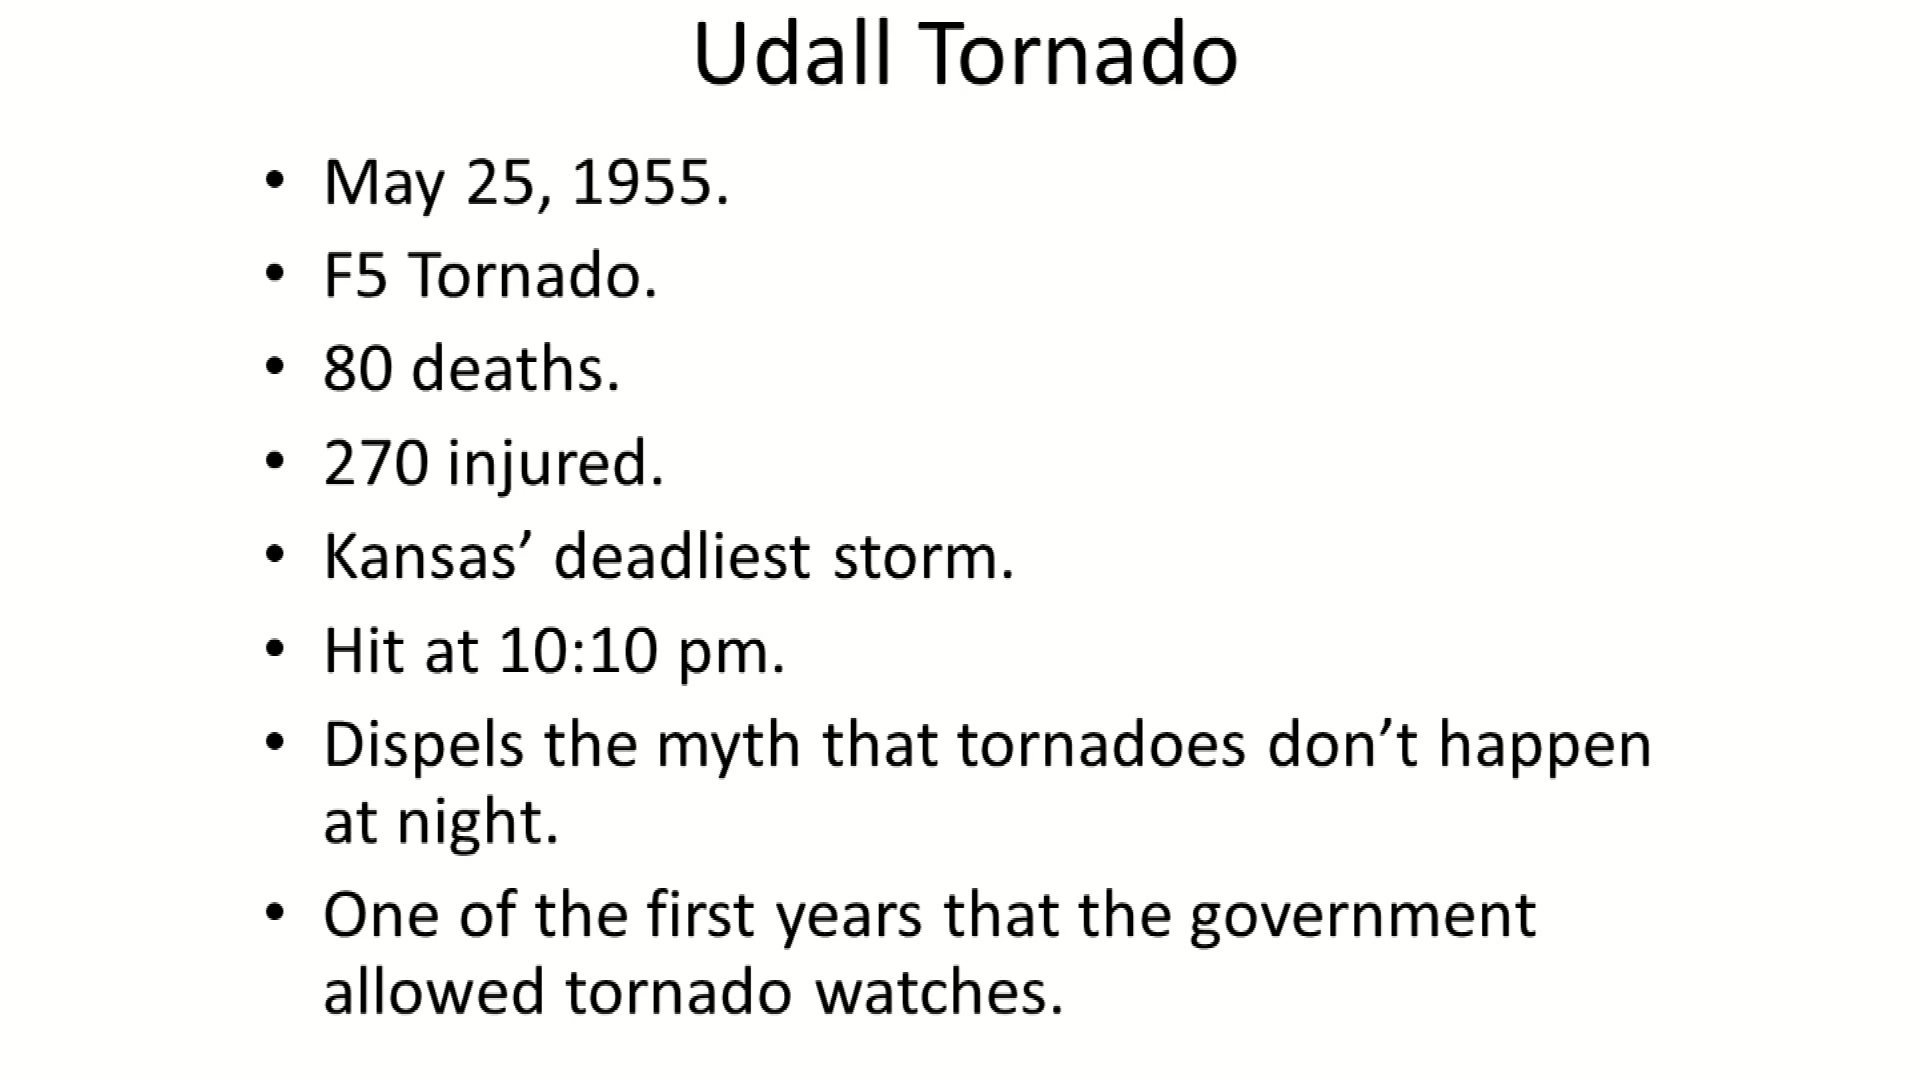 Udall Tornado
• May 25, 1955.
• F5 Tornado.
• 80 deaths.
• 270 injured.
• Kansas’ deadliest storm.
• Hit at 10:10 pm.
• Dispels the myth that tornadoes don’t happen
at night.
• One of the first years that the government
allowed tornado watches.